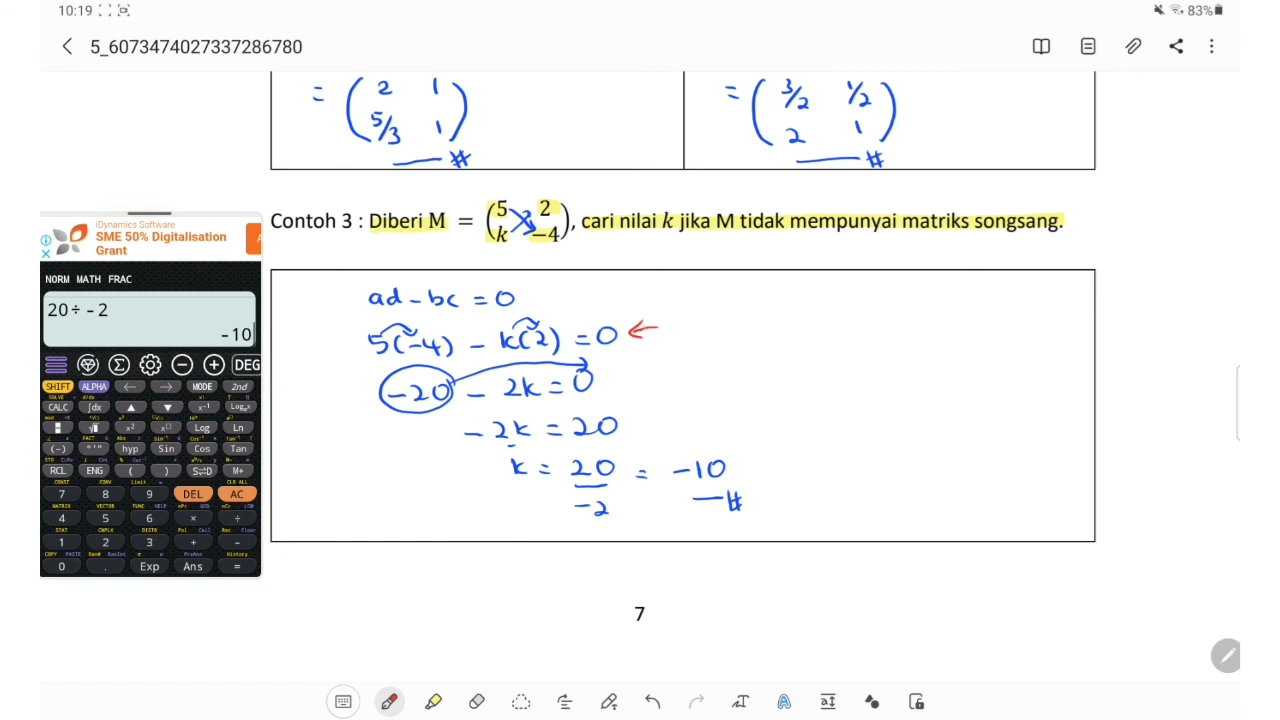 10:19 83%
5_6073474027337286780
= ( 2 1
5/3 1 ) #
= ( 3/2 1/2
2 1 ) #
Contoh 3 : Diberi M = ( 5 2
k −4 ), cari nilai k jika M tidak mempunyai matriks songsang.
ad - bc = 0
5(-4) - k(2) = 0 ←
-20 - 2k = 0
-2k = 20
k = 20/-2 = -10 #
7
iDynamics Software
SME 50% Digitalisation
Grant
NORM MATH FRAC
20÷-2
-10
DEG
SHIFT ALPHA ← → MODE 2nd
CALC ∫dx ▲ ▼ x-1 Logₐx
√ x² Log Ln
(−) °'" hyp Sin Cos Tan
RCL ENG ( ) S⇌D M+
7 8 9 DEL AC
4 5 6 × ÷
1 2 3 + −
0 . Exp Ans =